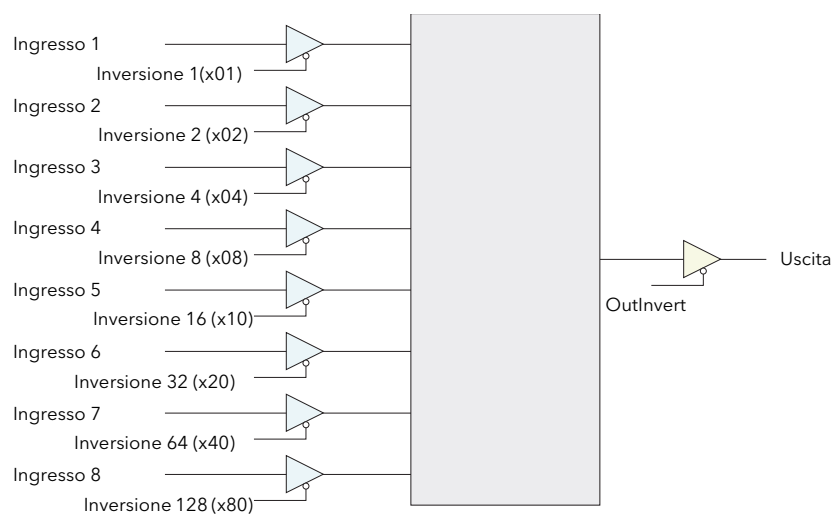 Ingresso 1
Inversione 1(x01)
Ingresso 2
Inversione 2 (x02)
Ingresso 3
Inversione 4 (x04)
Ingresso 4
Inversione 8 (x08)
Uscita
Ingresso 5
OutInvert
Inversione 16 (x10)
Ingresso 6
Inversione 32 (x20)
Ingresso 7
Inversione 64 (x40)
Ingresso 8
Inversione 128 (x80)